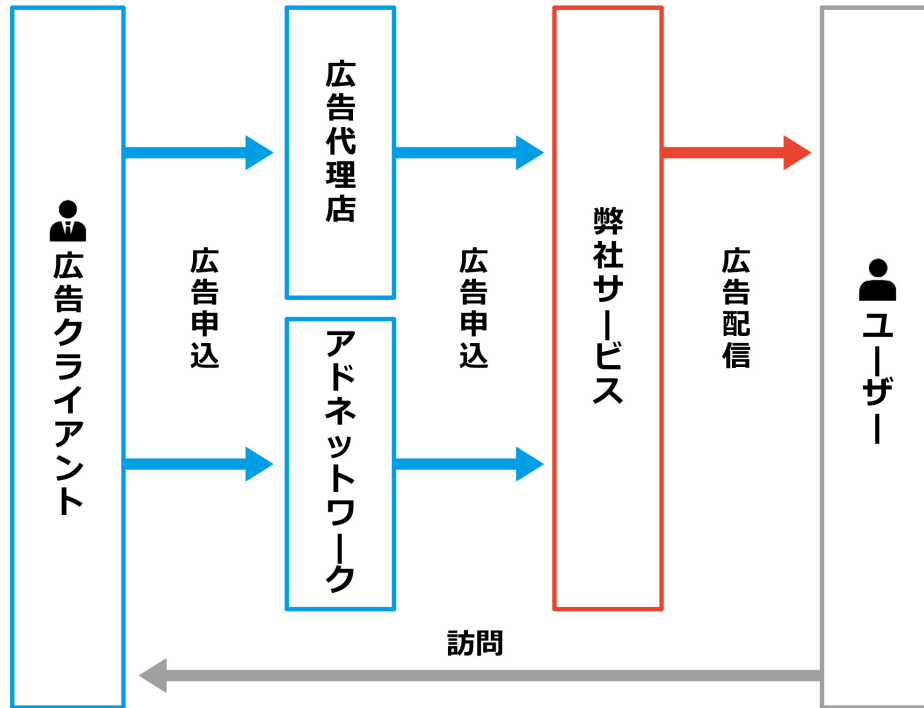 広告クライアント
広告申込
広告代理店
アドネットワーク
広告申込
弊社サービス
広告配信
ユーザー
訪問